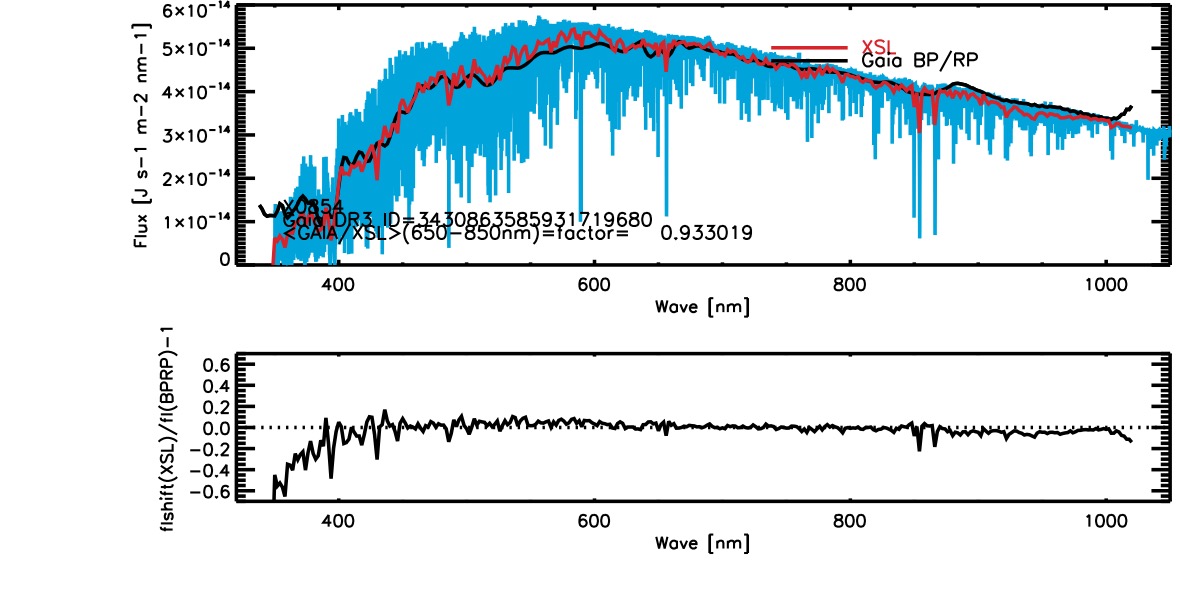 6×10−14
5×10−14
4×10−14
3×10−14
2×10−14
1×10−14
0
Flux [J s−1 m−2 nm−1]
XSL
Gaia BP/RP
X0354
Gaia DR3 ID=3430863585931719680
<GAIA/XSL>(650−850nm)=factor= 0.933019
400 600 800 1000
Wave [nm]
flshift(XSL)/fl(BPRP)−1
0.6
0.4
0.2
0.0
−0.2
−0.4
−0.6
400 600 800 1000
Wave [nm]